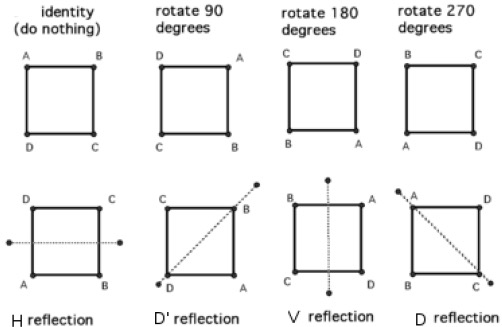 identity
(do nothing)
rotate 90
degrees
rotate 180
degrees
rotate 270
degrees
A B
D C
D A
C B
C D
B A
B C
A D
D C
A B
C B
D A
B A
C D
A D
B C
H reflection
D' reflection
V reflection
D reflection